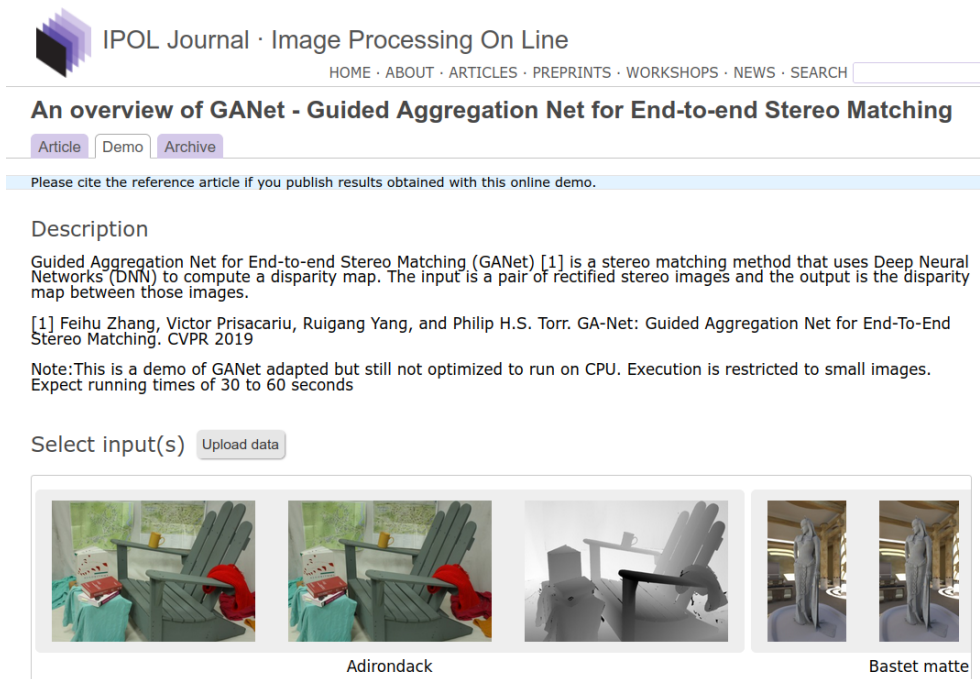 IPOL Journal · Image Processing On Line
HOME · ABOUT · ARTICLES · PREPRINTS · WORKSHOPS · NEWS · SEARCH
An overview of GANet - Guided Aggregation Net for End-to-end Stereo Matching
Article Demo Archive
Please cite the reference article if you publish results obtained with this online demo.
Description
Guided Aggregation Net for End-to-end Stereo Matching (GANet) [1] is a stereo matching method that uses Deep Neural
Networks (DNN) to compute a disparity map. The input is a pair of rectified stereo images and the output is the disparity
map between those images.
[1] Feihu Zhang, Victor Prisacariu, Ruigang Yang, and Philip H.S. Torr. GA-Net: Guided Aggregation Net for End-To-End
Stereo Matching. CVPR 2019
Note:This is a demo of GANet adapted but still not optimized to run on CPU. Execution is restricted to small images.
Expect running times of 30 to 60 seconds
Select input(s) Upload data
Adirondack Bastet matte